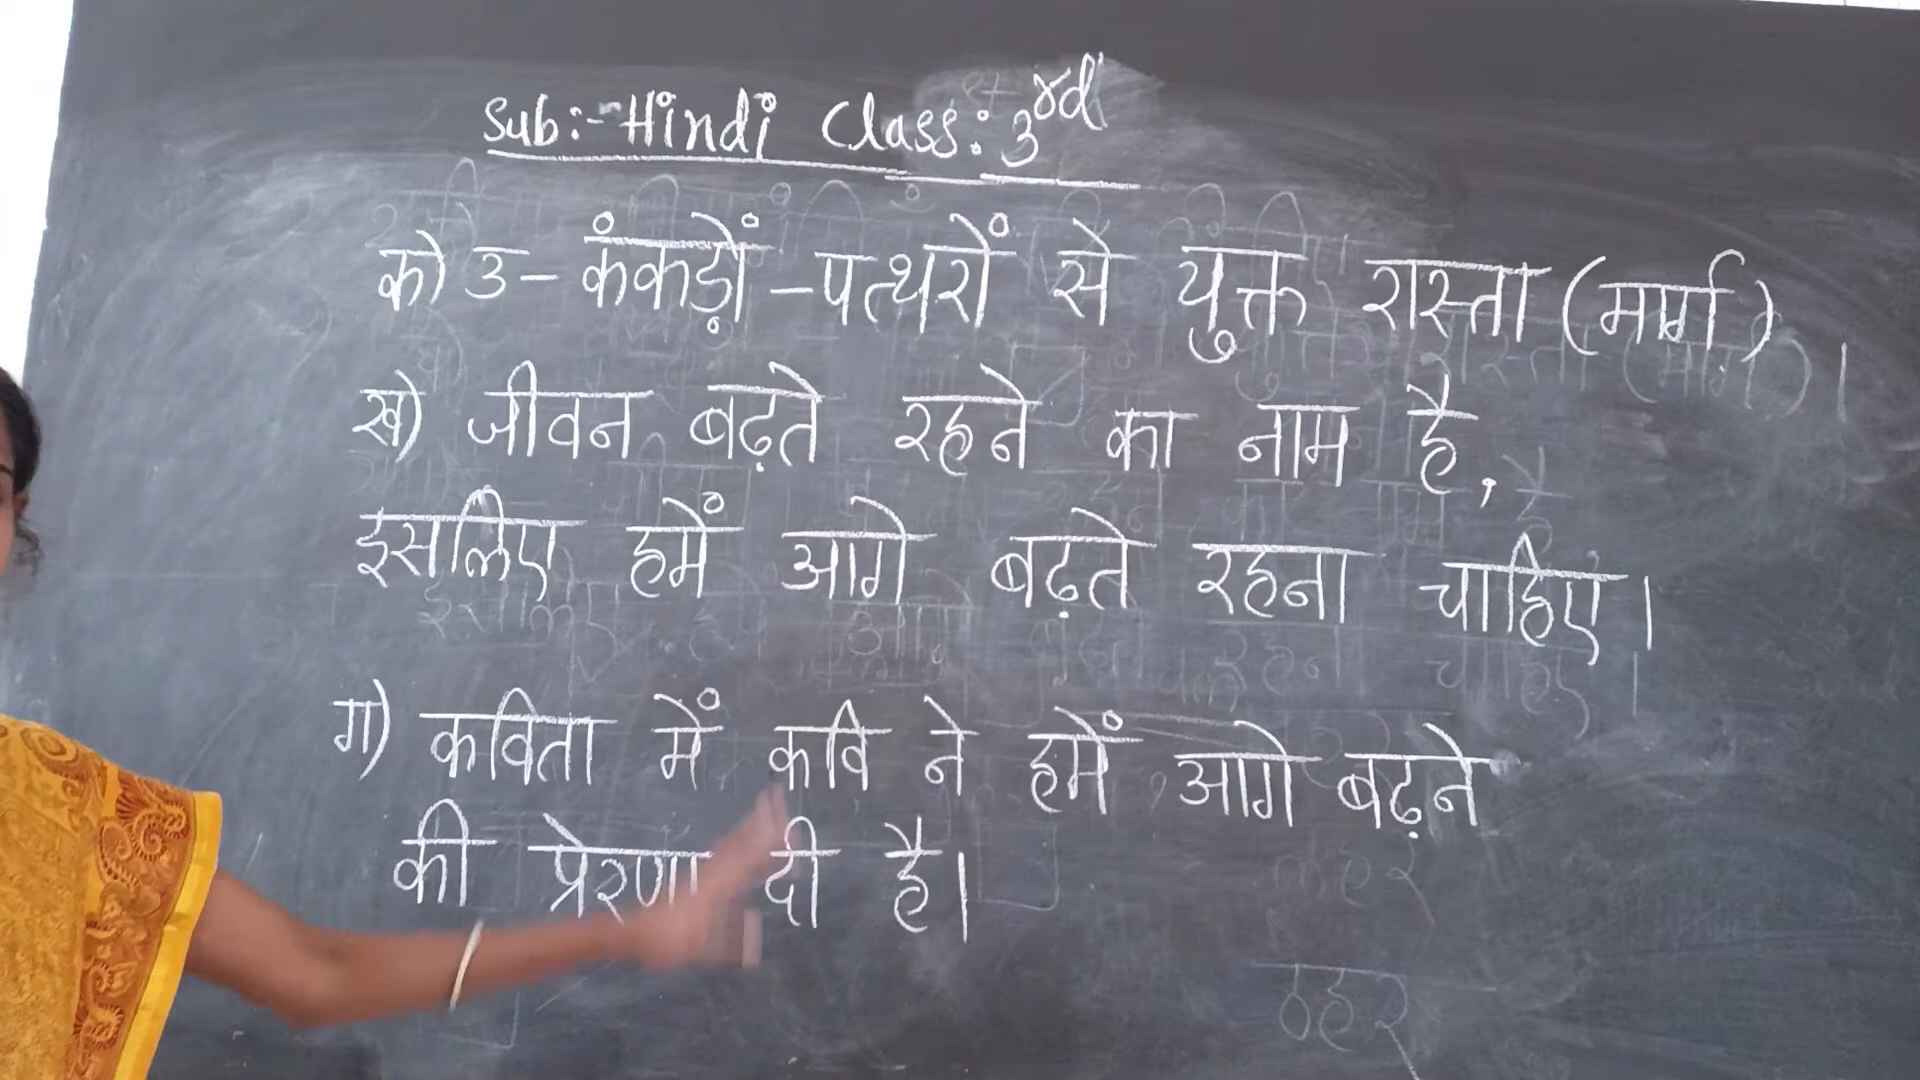 Sub:- Hindi Class: 3rd
क) उ- कंकड़ों - पत्थरों से युक्त रास्ता (मार्ग) ।
ख) जीवन बढ़ते रहने का नाम है,
इसलिए हमें आगे बढ़ते रहना चाहिए।
ग) कविता में कवि ने हमें आगे बढ़ने
की प्रेरणा दी है।
ठहर